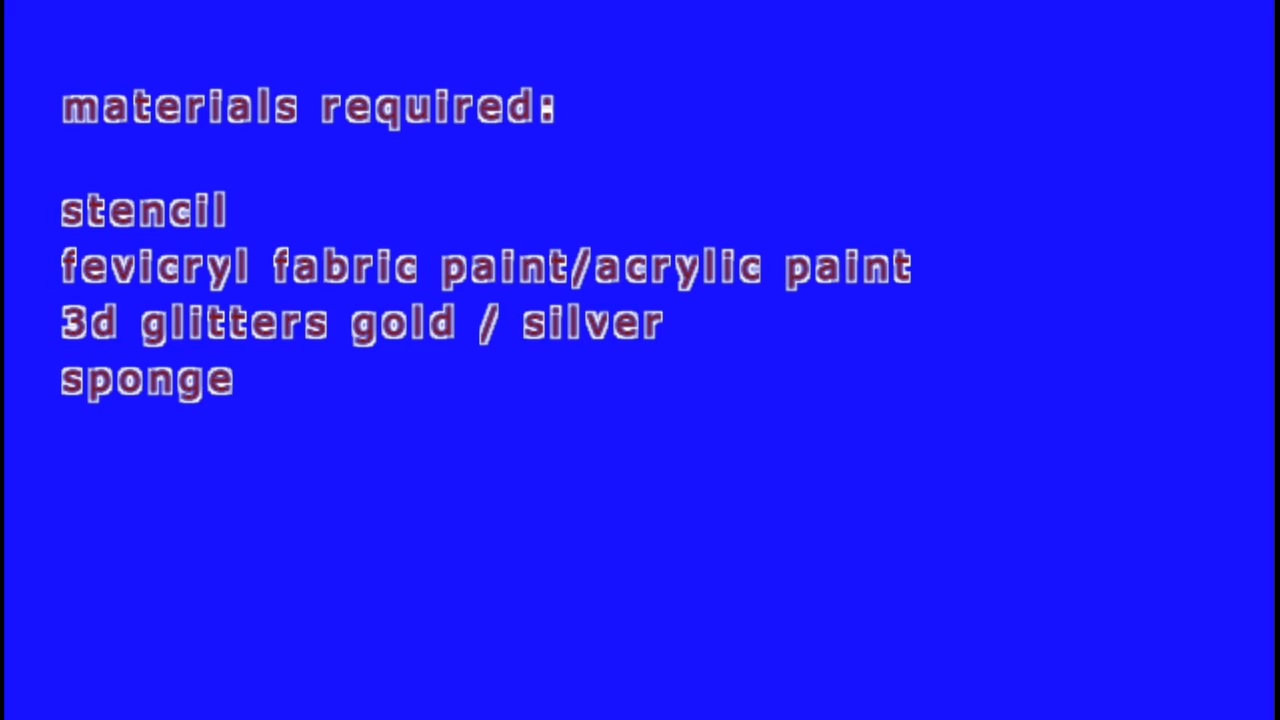 materials required:
stencil
fevicryl fabric paint/acrylic paint
3d glitters gold / silver
sponge